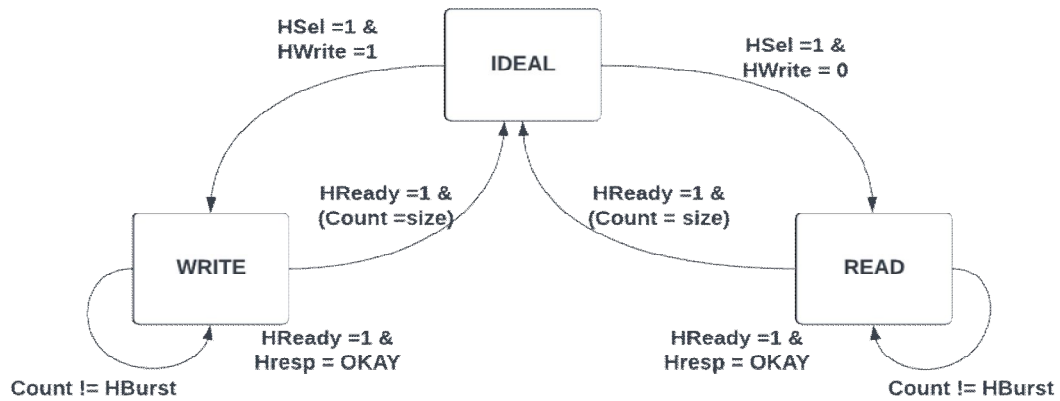 HSel =1 &
HWrite =1
IDEAL
HSel =1 &
HWrite = 0
HReady =1 &
(Count =size)
HReady =1 &
(Count = size)
WRITE
READ
HReady =1 &
Hresp = OKAY
HReady =1 &
Hresp = OKAY
Count != HBurst
Count != HBurst